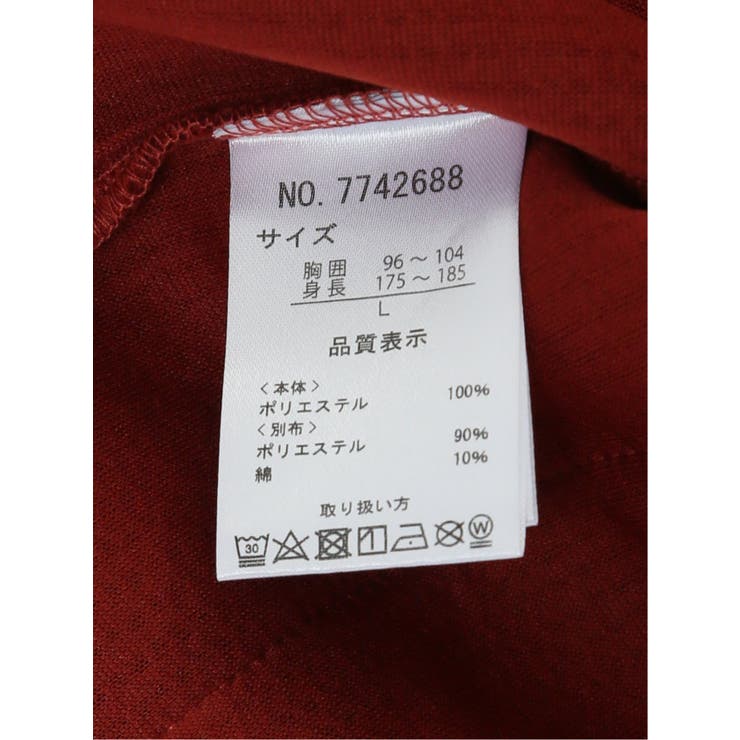 NO. 7742688
サイズ
胸囲 96～104
身長 175～185
L
品質表示
〈本体〉
ポリエステル 100%
〈別布〉
ポリエステル 90%
綿 10%
取り扱い方
30
W